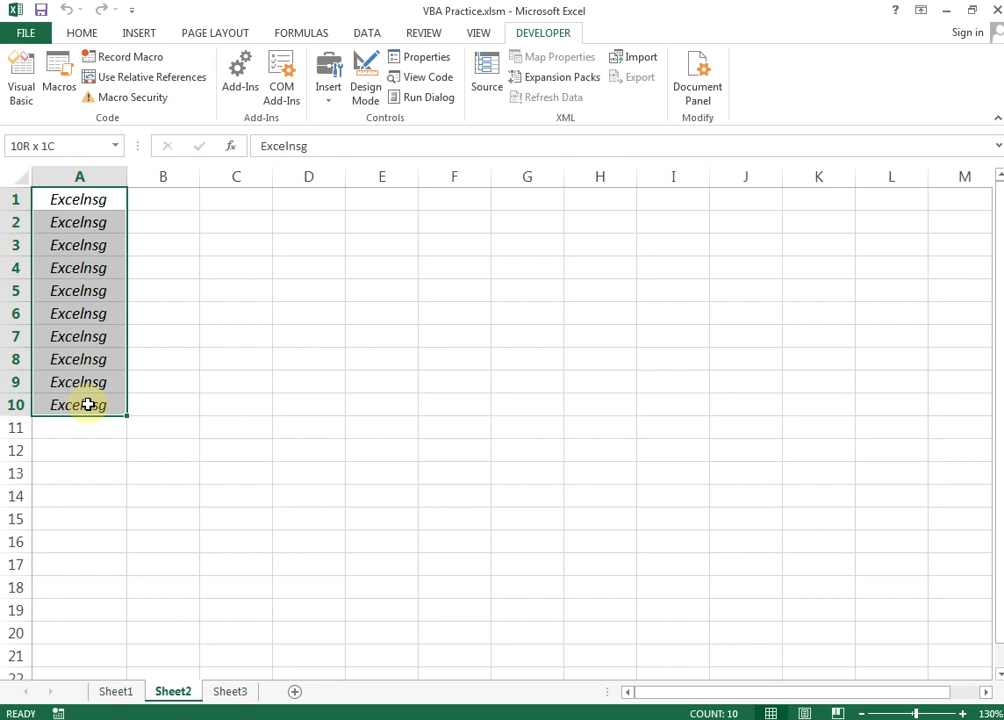 VBA Practice.xlsm - Microsoft Excel
FILE HOME INSERT PAGE LAYOUT FORMULAS DATA REVIEW VIEW DEVELOPER Sign in
Visual Basic
Macros
Record Macro
Use Relative References
Macro Security
Code
Add-Ins
COM Add-Ins
Add-Ins
Insert
Design Mode
Properties
View Code
Run Dialog
Controls
Source
Map Properties
Expansion Packs
Refresh Data
Import
Export
XML
Document Panel
Modify
10R x 1C fx Excelnsg
A B C D E F G H I J K L M
1 Excelnsg
2 Excelnsg
3 Excelnsg
4 Excelnsg
5 Excelnsg
6 Excelnsg
7 Excelnsg
8 Excelnsg
9 Excelnsg
10 Excelnsg
11
12
13
14
15
16
17
18
19
20
21
22
Sheet1 Sheet2 Sheet3
READY COUNT: 10 130%